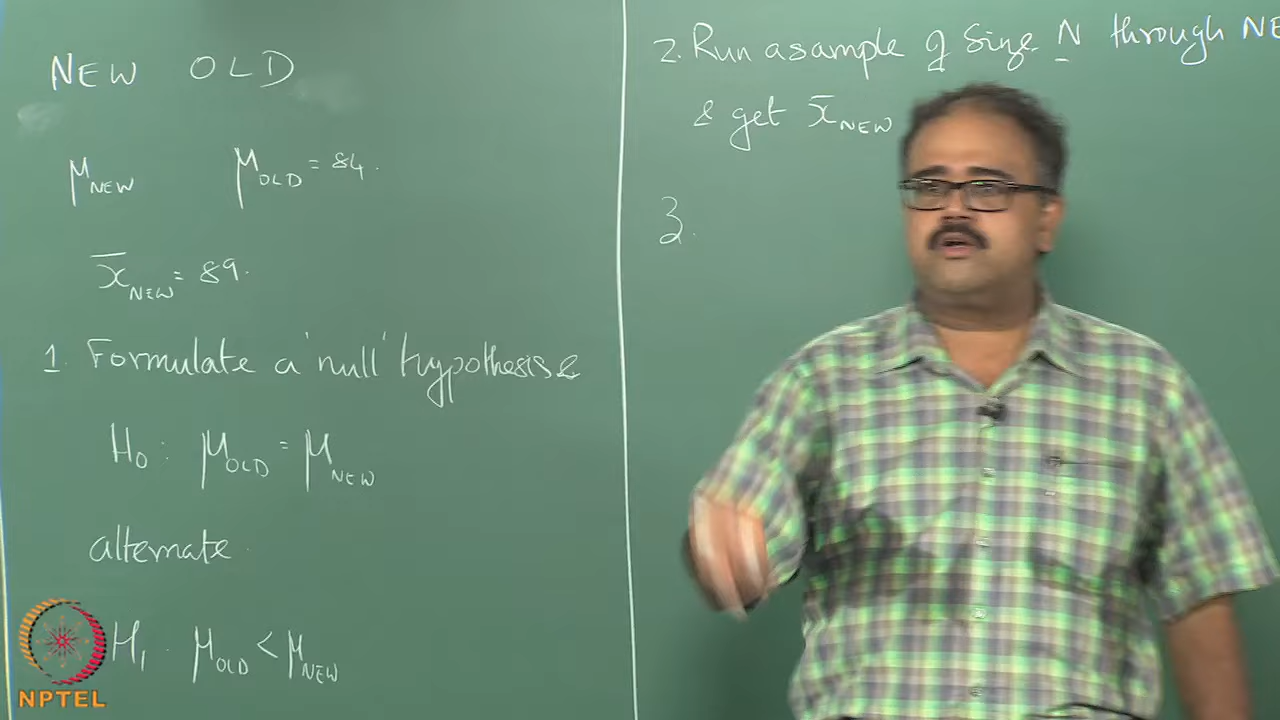 NEW OLD
μNEW μOLD = 84.
x̄NEW = 89.
1. Formulate a 'null' hypothesis &
H0 : μOLD = μNEW
alternate
H1 . μOLD < μNEW
2. Run a sample of size N through NE
& get x̄NEW
3.
NPTEL